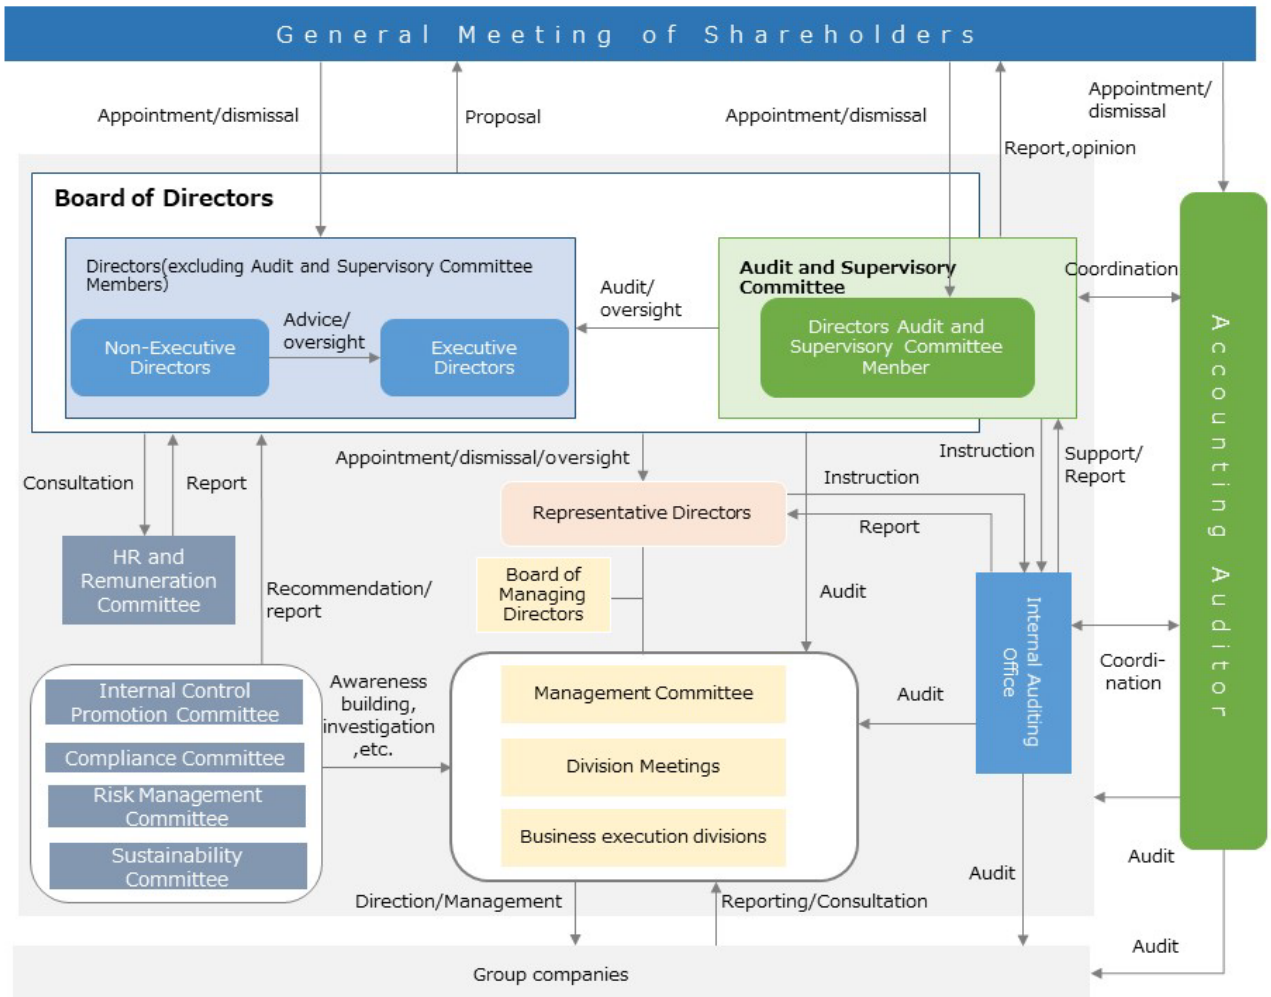 General Meeting of Shareholders
Appointment/dismissal
Proposal
Appointment/dismissal
Appointment/
dismissal
Report,opinion
Board of Directors
Directors(excluding Audit and Supervisory Committee
Members)
Non-Executive
Directors
Advice/
oversight
Executive
Directors
Audit/
oversight
Audit and Supervisory
Committee
Directors Audit and
Supervisory Committee
Menber
Coordination
Accounting Auditor
Consultation
Report
Appointment/dismissal/oversight
Instruction
Instruction
Support/
Report
Representative Directors
Report
HR and
Remuneration
Committee
Recommendation/
report
Board of
Managing
Directors
Audit
Internal Auditing
Office
Coordi-
nation
Internal Control
Promotion Committee
Compliance Committee
Risk Management
Committee
Sustainability
Committee
Awareness
building,
investigation
,etc.
Management Committee
Division Meetings
Business execution divisions
Audit
Audit
Audit
Direction/Management
Reporting/Consultation
Audit
Group companies